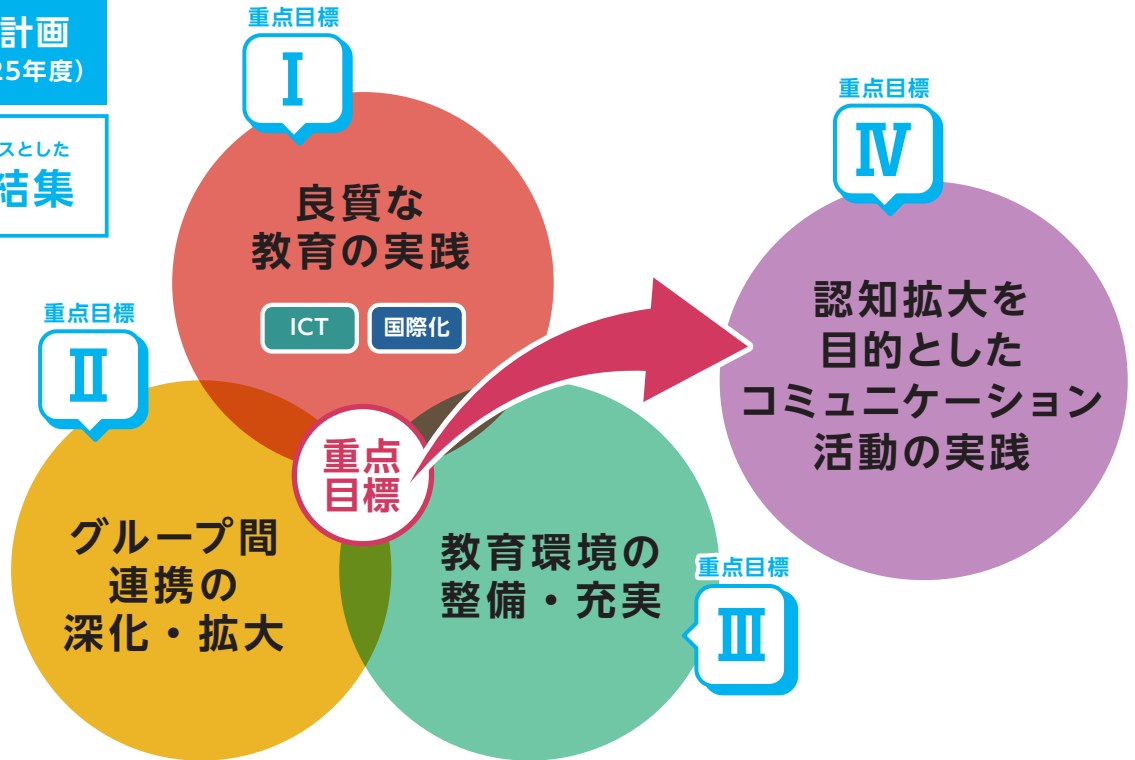 計画
25年度）
スとした
結集
重点目標
Ⅰ
良質な
教育の実践
ICT
国際化
重点目標
Ⅱ
グループ間
連携の
深化・拡大
重点
目標
教育環境の
整備・充実
重点目標
Ⅲ
重点目標
Ⅳ
認知拡大を
目的とした
コミュニケーション
活動の実践